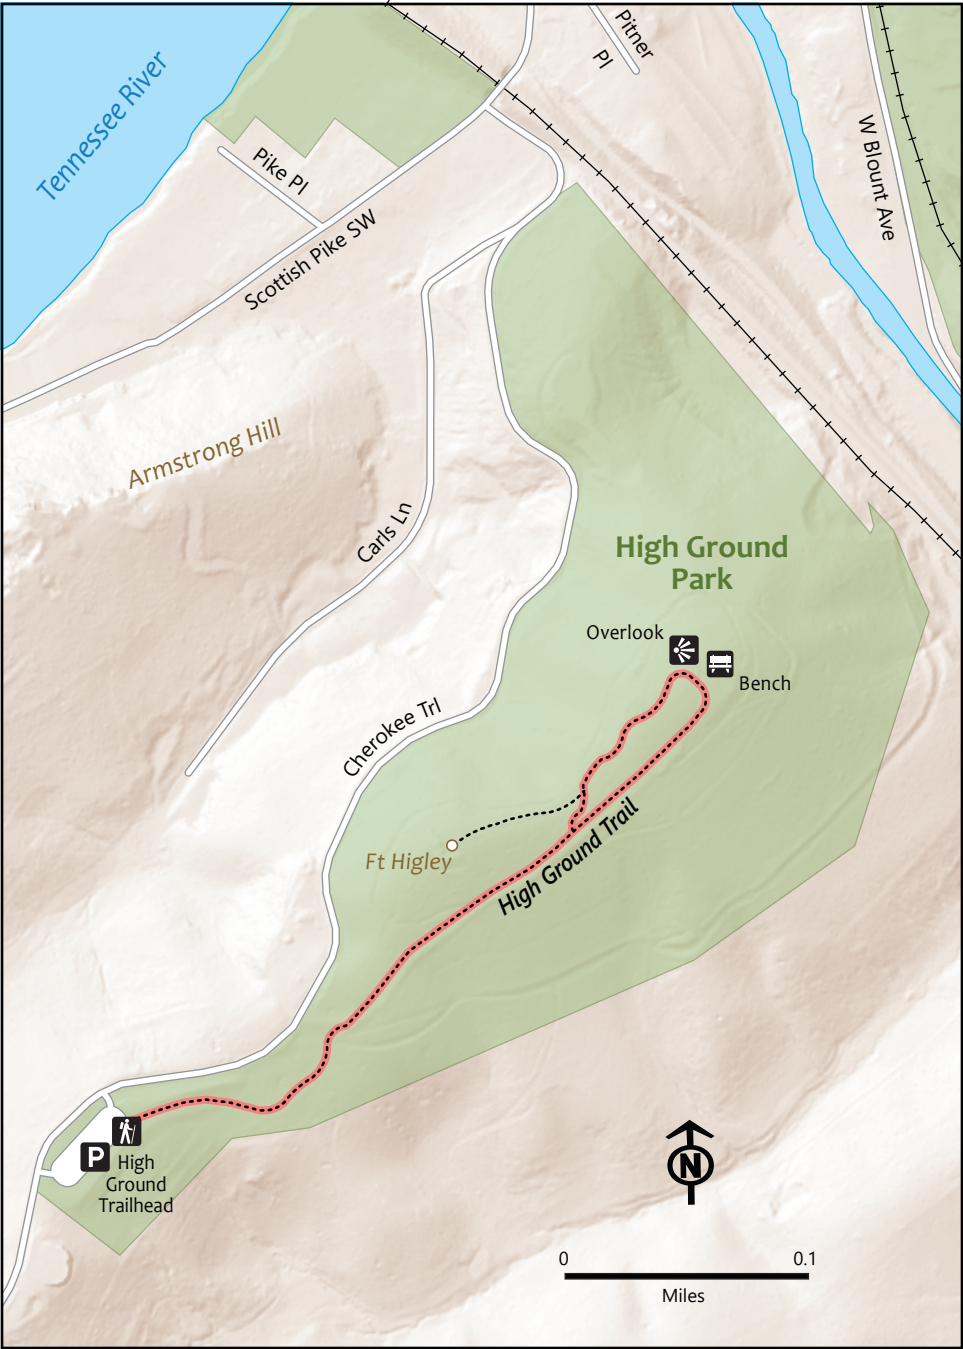 Pitner
Pl
Tennessee River
W Blount Ave
Pike Pl
Scottish Pike SW
Armstrong Hill
Carls Ln
High Ground
Park
Overlook
Bench
Cherokee Trl
High Ground Trail
Ft Higley
P
High
Ground
Trailhead
N
0 0.1
Miles